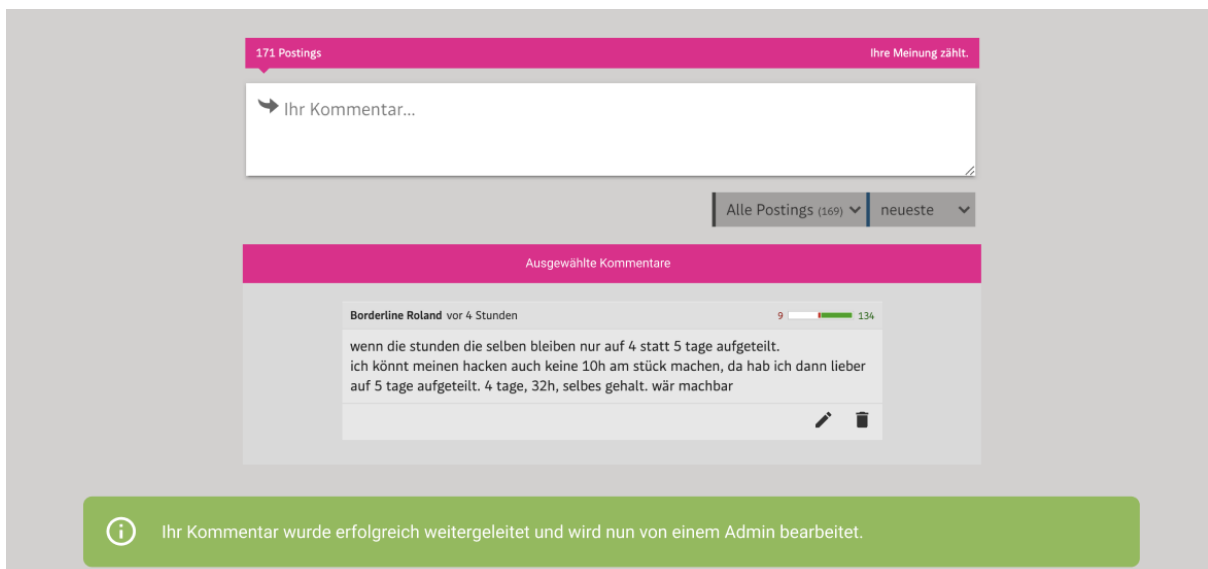 171 Postings
Ihre Meinung zählt.
Ihr Kommentar...
Alle Postings (169)
neueste
Ausgewählte Kommentare
Borderline Roland vor 4 Stunden
9
134
wenn die stunden die selben bleiben nur auf 4 statt 5 tage aufgeteilt.
ich könnt meinen hacken auch keine 10h am stück machen, da hab ich dann lieber
auf 5 tage aufgeteilt. 4 tage, 32h, selbes gehalt. wär machbar
Ihr Kommentar wurde erfolgreich weitergeleitet und wird nun von einem Admin bearbeitet.